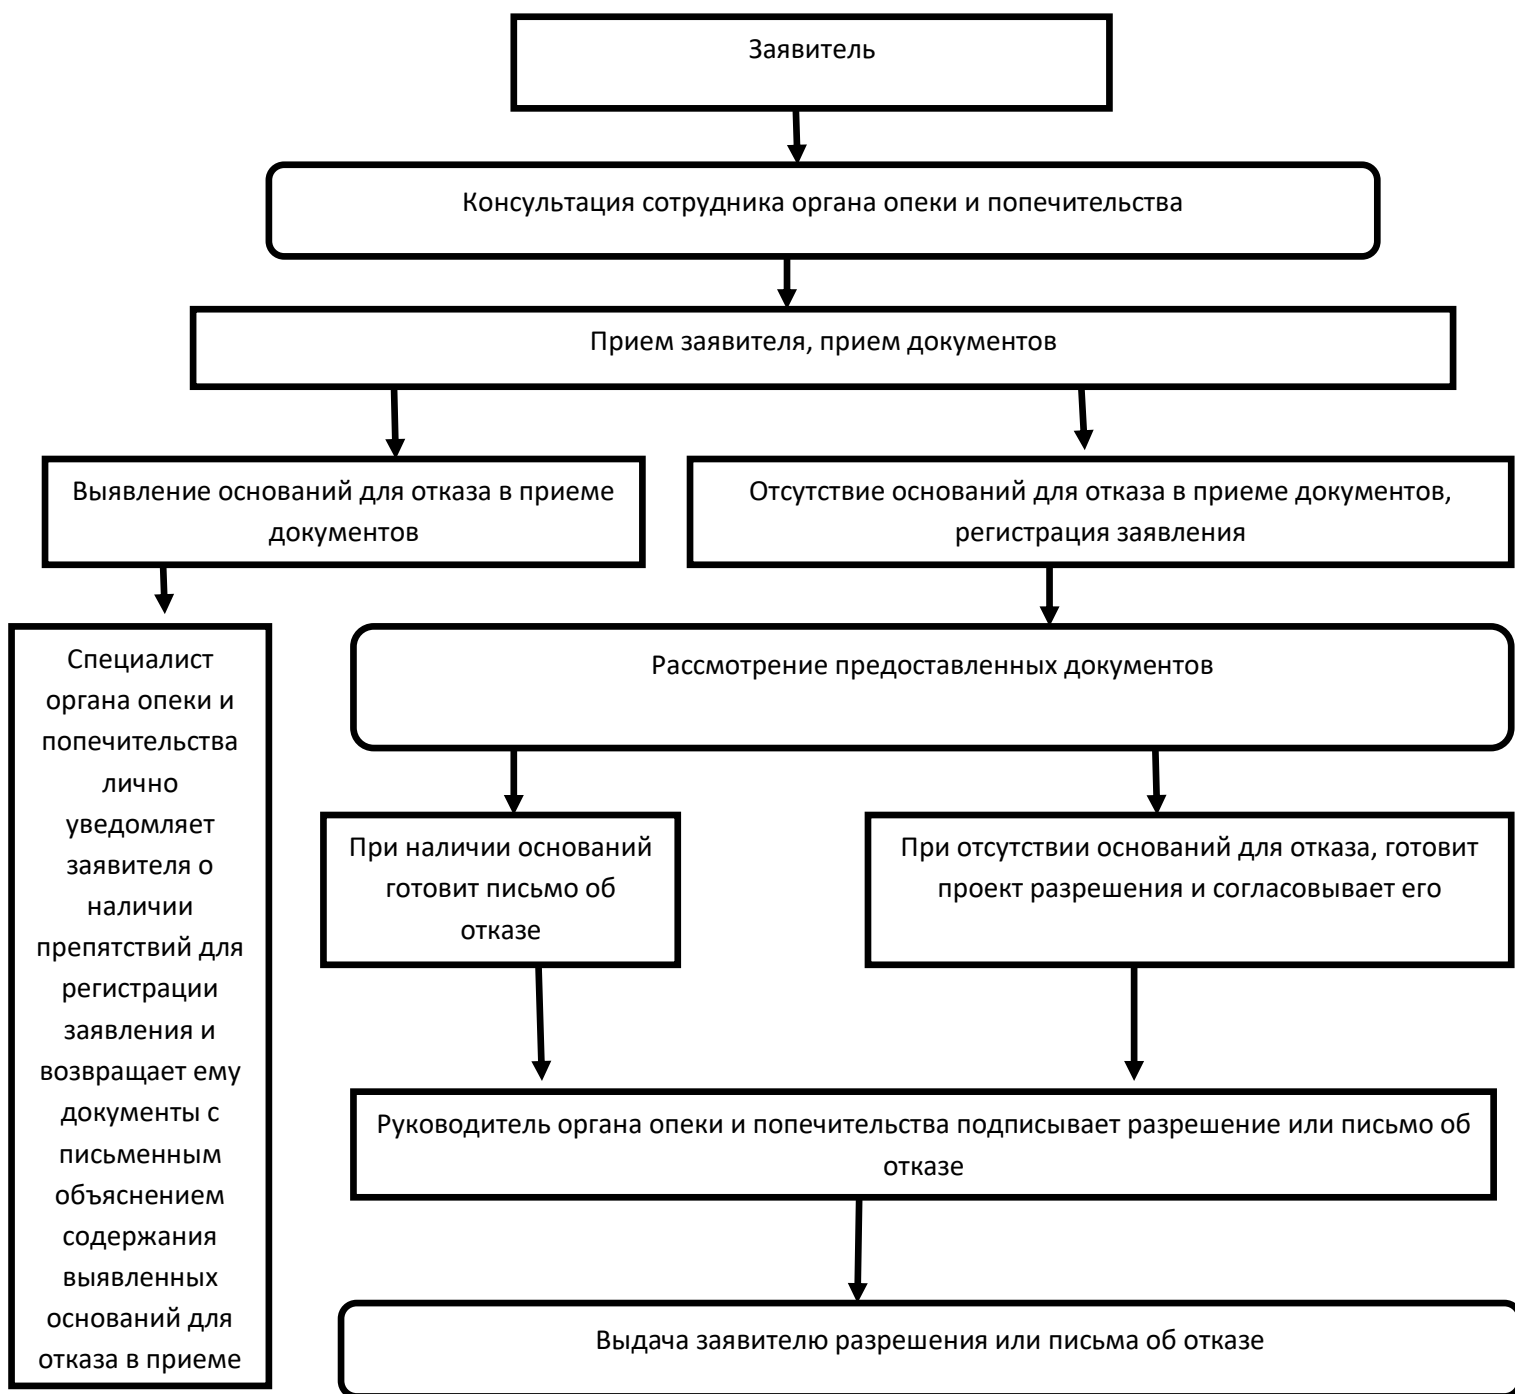 Заявитель
Консультация сотрудника органа опеки и попечительства
Прием заявителя, прием документов
Выявление оснований для отказа в приеме
документов
Отсутствие оснований для отказа в приеме документов,
регистрация заявления
Специалист
органа опеки и
попечительства
лично
уведомляет
заявителя о
наличии
препятствий для
регистрации
заявления и
возвращает ему
документы с
письменным
объяснением
содержания
выявленных
оснований для
отказа в приеме
Рассмотрение предоставленных документов
При наличии оснований
готовит письмо об
отказе
При отсутствии оснований для отказа, готовит
проект разрешения и согласовывает его
Руководитель органа опеки и попечительства подписывает разрешение или письмо об
отказе
Выдача заявителю разрешения или письма об отказе